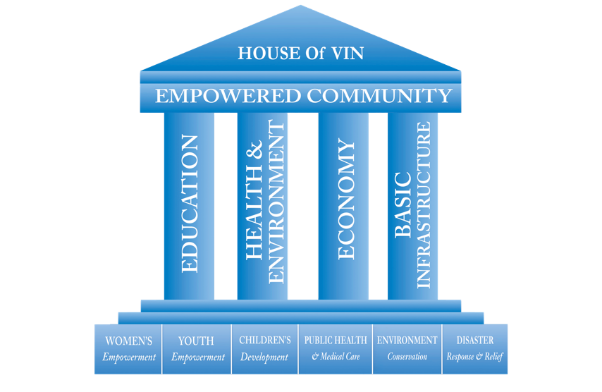 HOUSE Of VIN
EMPOWERED COMMUNITY
EDUCATION
HEALTH &
ENVIRONMENT
ECONOMY
BASIC
INFRASTRUCTURE
WOMEN'S
Empowerment
YOUTH
Empowerment
CHILDREN'S
Development
PUBLIC HEALTH
& Medical Care
ENVIRONMENT
Conservation
DISASTER
Response & Relief